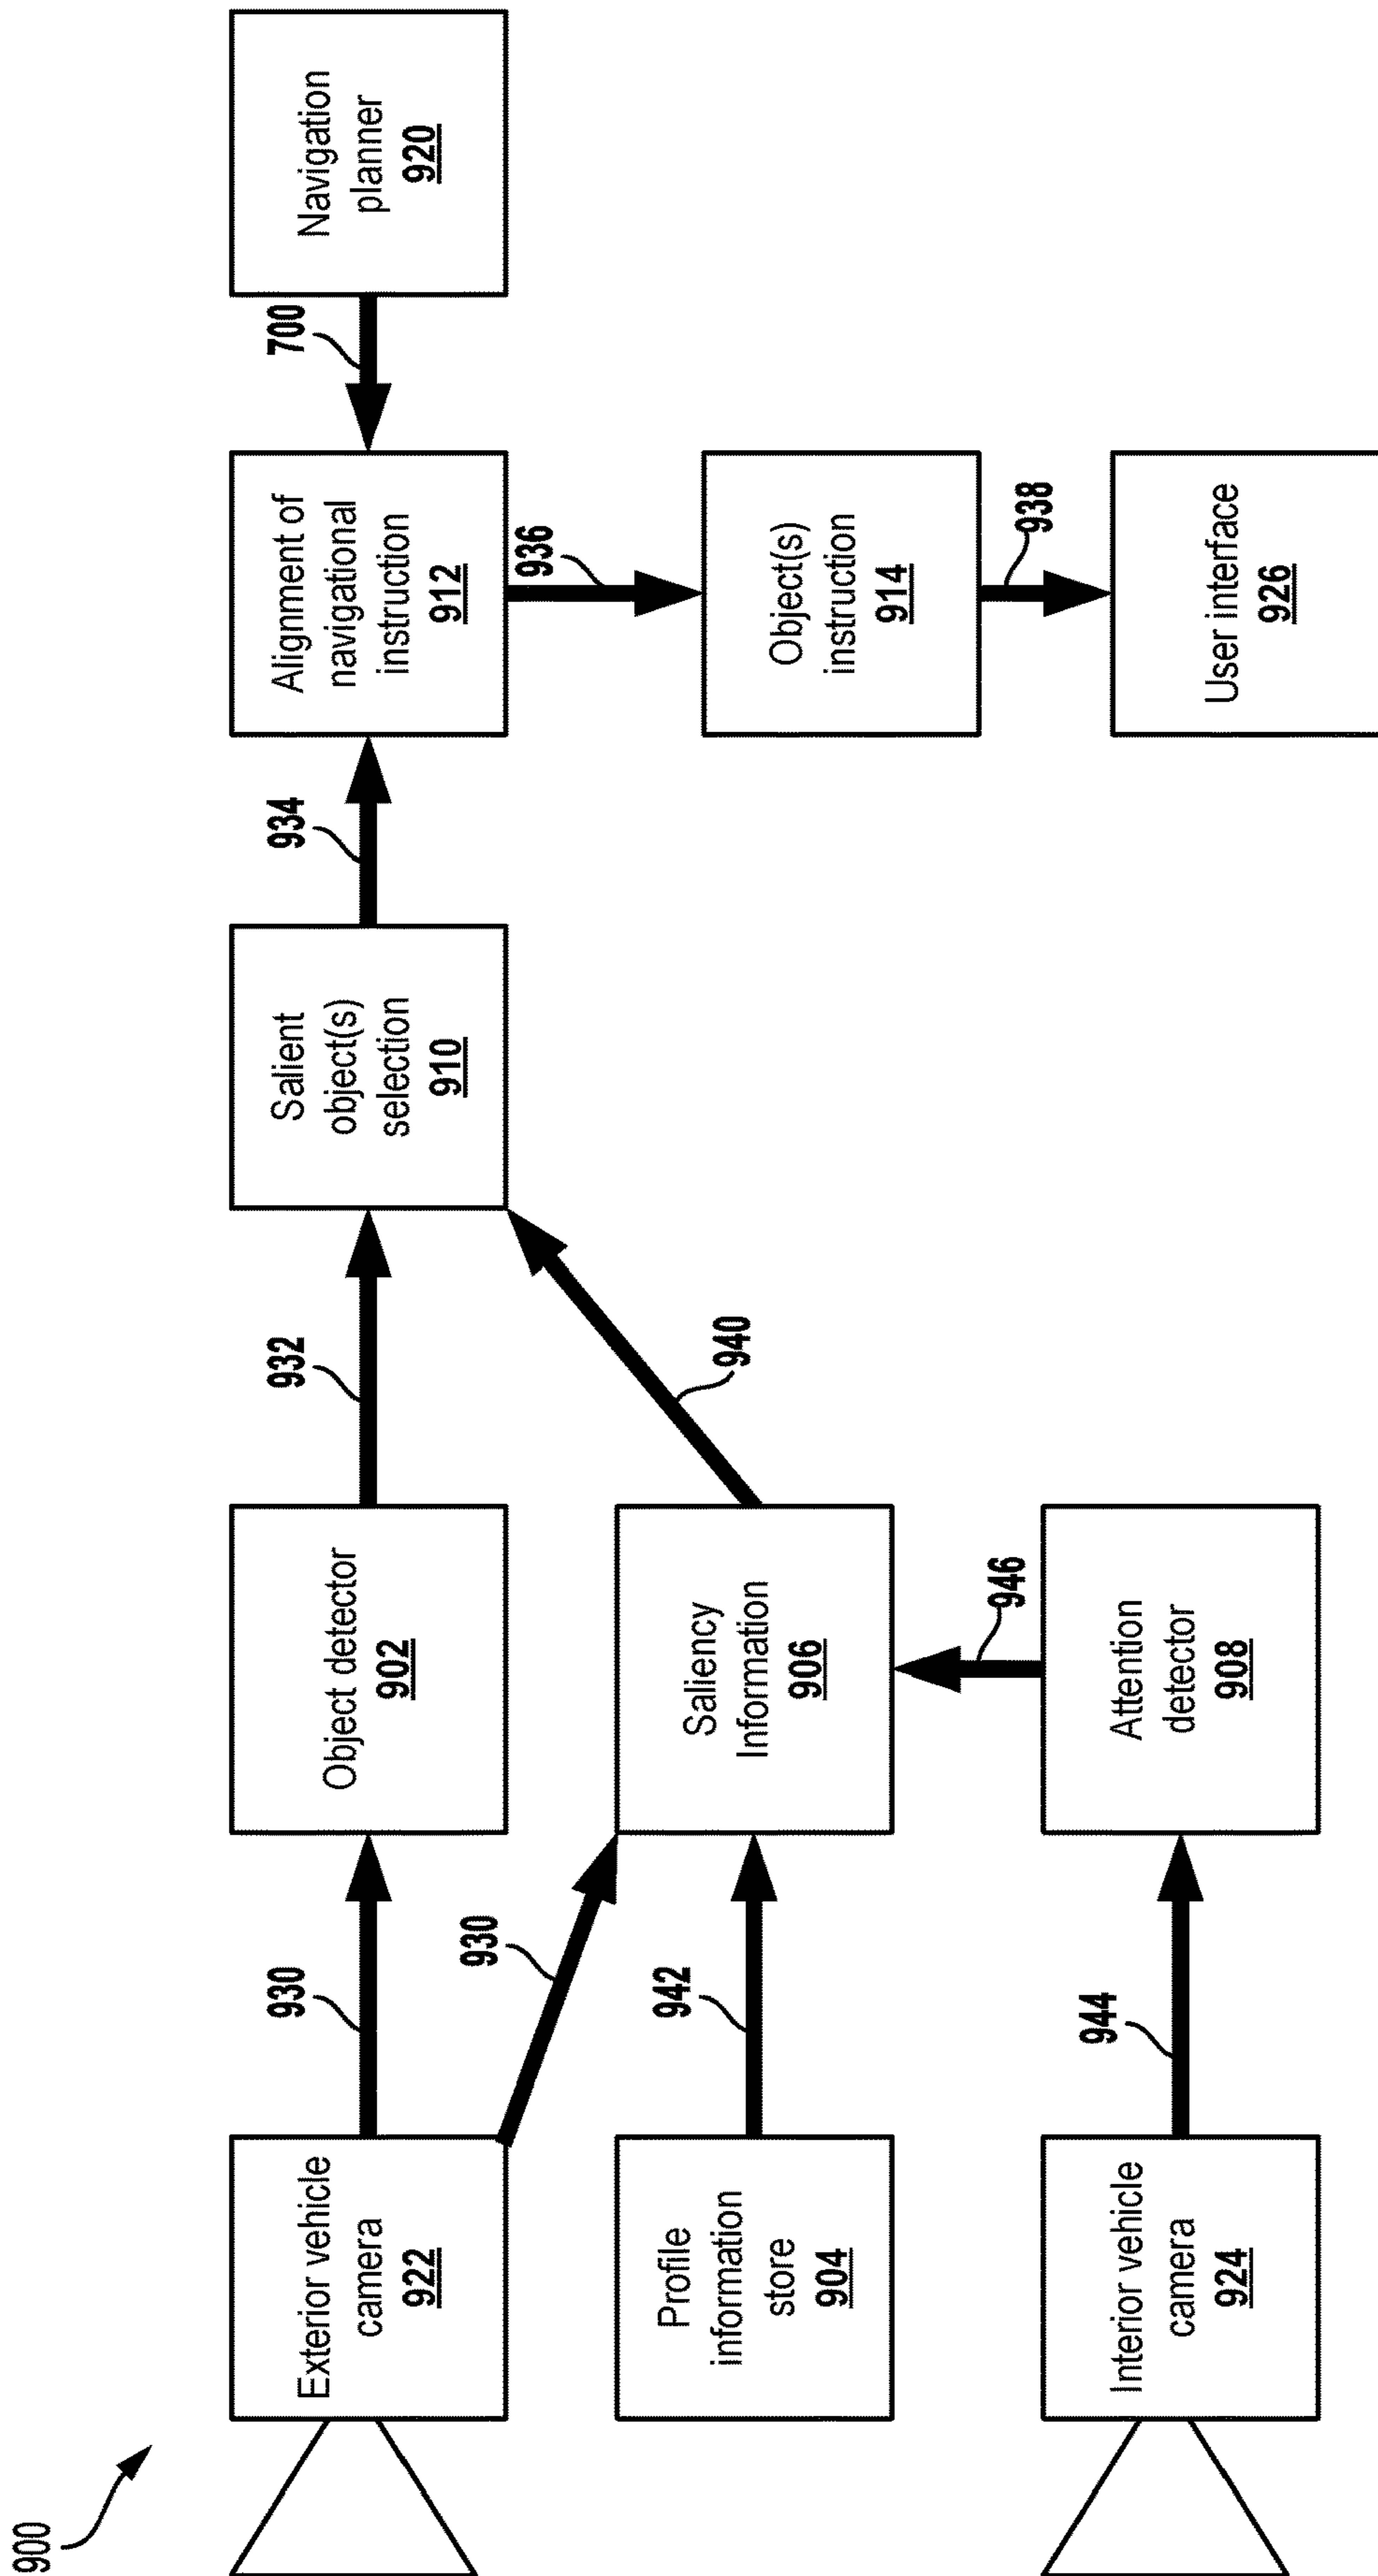 900
Exterior vehicle
camera
922
930
Object detector
902
932
Salient
object(s)
selection
910
934
Alignment of
navigational
instruction
912
700
Navigation
planner
920
930
Profile
information
store
904
942
Saliency
Information
906
940
936
Object(s)
instruction
914
946
938
Interior vehicle
camera
924
944
Attention
detector
908
User interface
926